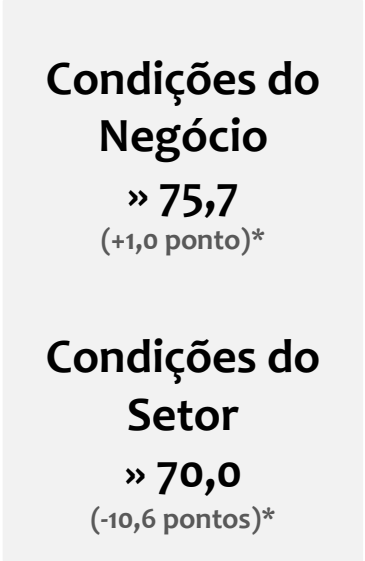 Condições do
Negócio
» 75,7
(+1,0 ponto)*
Condições do
Setor
» 70,0
(-10,6 pontos)*